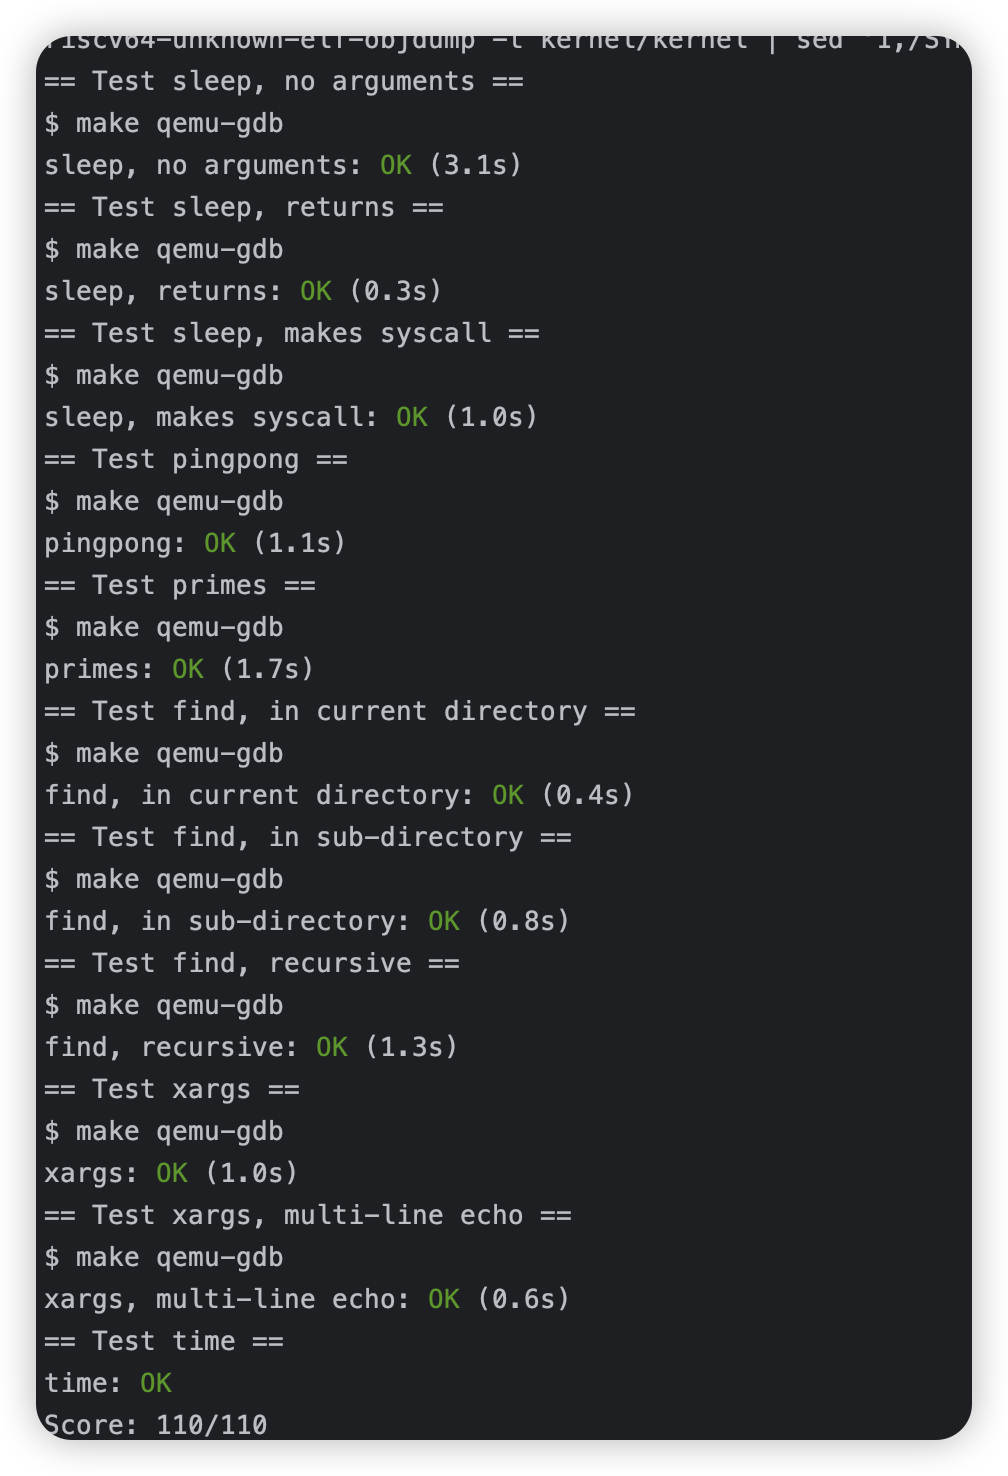 riscv64-unknown-elf-objdump -t kernel/kernel | sed '1,/SY
== Test sleep, no arguments ==
$ make qemu-gdb
sleep, no arguments: OK (3.1s)
== Test sleep, returns ==
$ make qemu-gdb
sleep, returns: OK (0.3s)
== Test sleep, makes syscall ==
$ make qemu-gdb
sleep, makes syscall: OK (1.0s)
== Test pingpong ==
$ make qemu-gdb
pingpong: OK (1.1s)
== Test primes ==
$ make qemu-gdb
primes: OK (1.7s)
== Test find, in current directory ==
$ make qemu-gdb
find, in current directory: OK (0.4s)
== Test find, in sub-directory ==
$ make qemu-gdb
find, in sub-directory: OK (0.8s)
== Test find, recursive ==
$ make qemu-gdb
find, recursive: OK (1.3s)
== Test xargs ==
$ make qemu-gdb
xargs: OK (1.0s)
== Test xargs, multi-line echo ==
$ make qemu-gdb
xargs, multi-line echo: OK (0.6s)
== Test time ==
time: OK
Score: 110/110